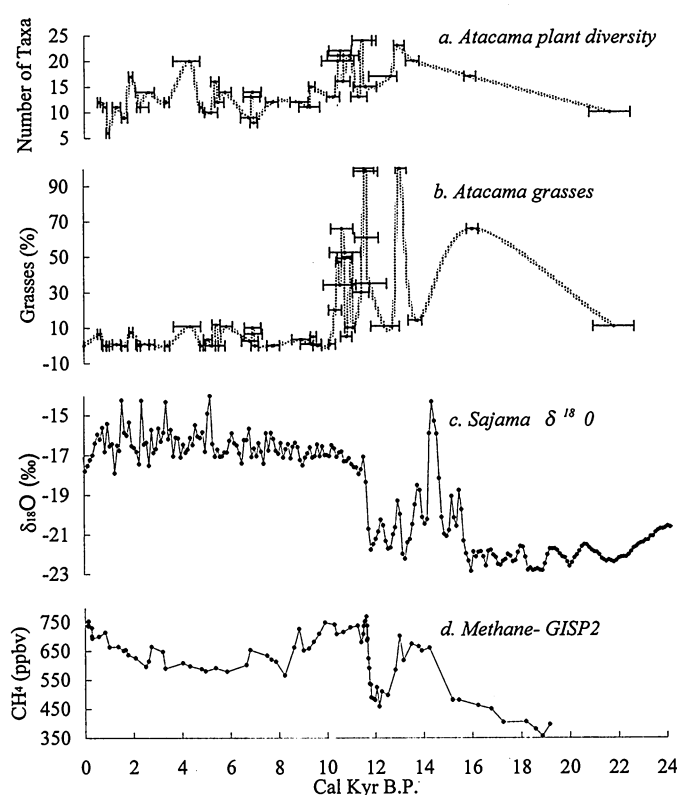 a. Atacama plant diversity
Number of Taxa
25
20
15
10
5
b. Atacama grasses
Grasses (%)
90
70
50
30
10
-10
c. Sajama δ 18 0
δ18O (‰)
-15
-17
-19
-21
-23
d. Methane- GISP2
CH4 (ppbv)
750
650
550
450
350
0 2 4 6 8 10 12 14 16 18 20 22 24
Cal Kyr B.P.